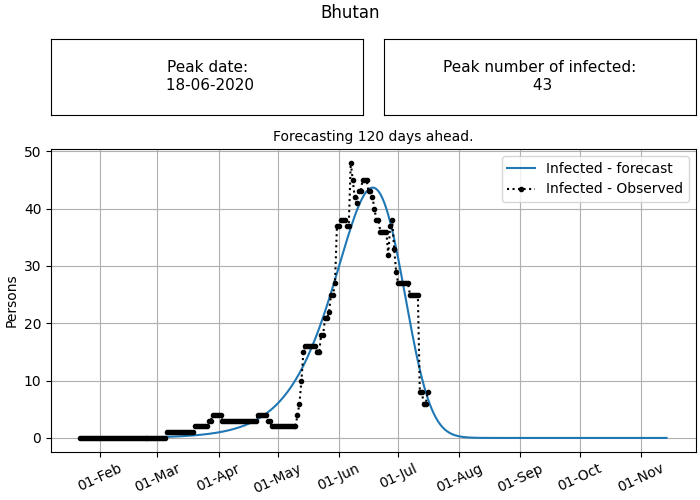 Bhutan
Peak date:
18-06-2020
Peak number of infected:
43
Forecasting 120 days ahead.
Infected - forecast
Infected - Observed
Persons
50
40
30
20
10
0
01-Feb
01-Mar
01-Apr
01-May
01-Jun
01-Jul
01-Aug
01-Sep
01-Oct
01-Nov